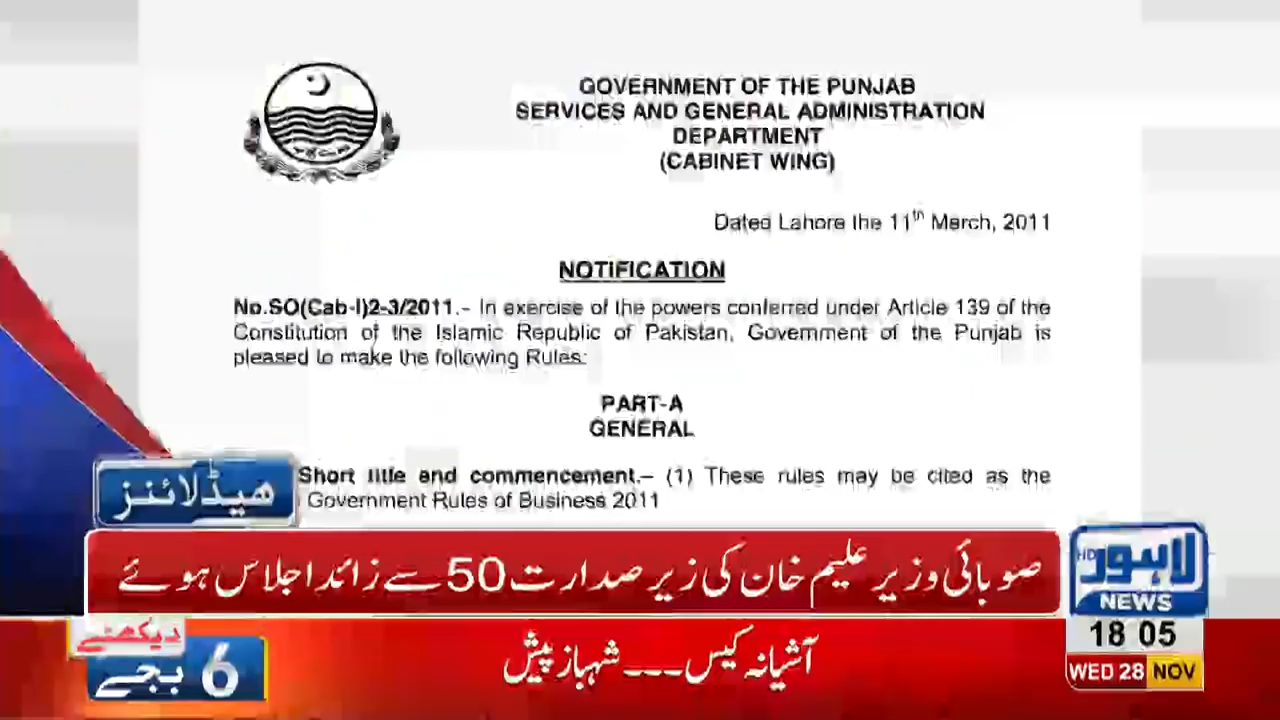 GOVERNMENT OF THE PUNJAB
SERVICES AND GENERAL ADMINISTRATION
DEPARTMENT
(CABINET WING)
Dated Lahore the 11th March, 2011
NOTIFICATION
No.SO(Cab-I)2-3/2011.- In exercise of the powers conferred under Article 139 of the
Constitution of the Islamic Republic of Pakistan, Government of the Punjab is
pleased to make the following Rules:
PART-A
GENERAL
Short title and commencement.– (1) These rules may be cited as the
Government Rules of Business 2011
ہیڈلائنز
صوبائی وزیر علیم خان کی زیر صدارت 50 سے زائد اجلاس ہوئے
HD لاہور
NEWS
18 05
WED 28 NOV
دیکھئے
6 بجے
آشیانہ کیس۔۔۔شہباز پیش